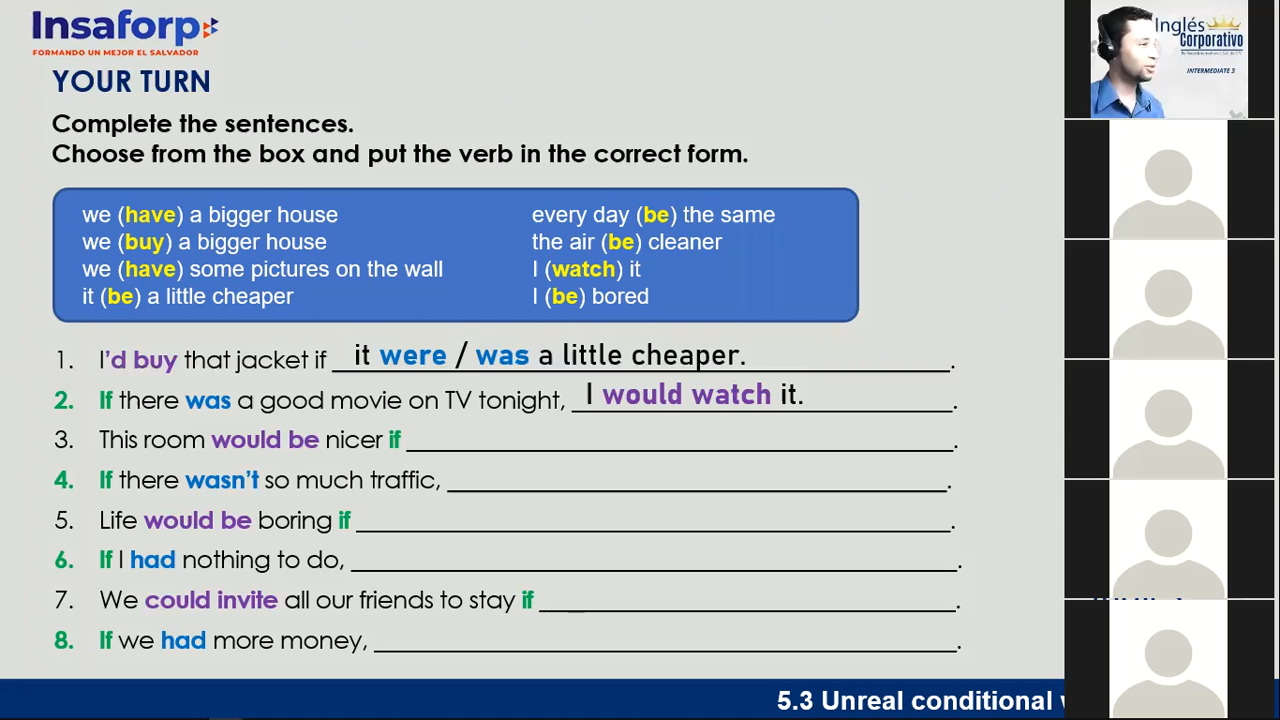 Insaforp
FORMANDO UN MEJOR EL SALVADOR
YOUR TURN
Complete the sentences.
Choose from the box and put the verb in the correct form.
we (have) a bigger house
we (buy) a bigger house
we (have) some pictures on the wall
it (be) a little cheaper
every day (be) the same
the air (be) cleaner
I (watch) it
I (be) bored
1. I'd buy that jacket if it were / was a little cheaper. .
2. If there was a good movie on TV tonight, I would watch it. .
3. This room would be nicer if .
4. If there wasn't so much traffic, .
5. Life would be boring if .
6. If I had nothing to do, .
7. We could invite all our friends to stay if .
8. If we had more money, .
5.3 Unreal conditional
Inglés
Corporativo
INTERMEDIATE 3